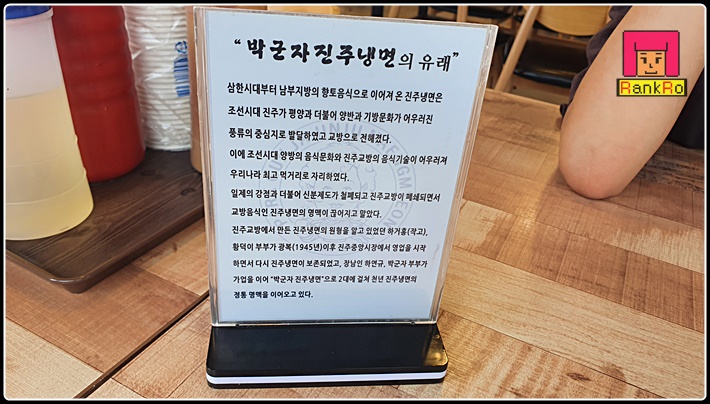 “박군자진주냉면의 유래”
삼한시대부터 남부지방의 향토음식으로 이어져 온 진주냉면은
조선시대 진주가 평양과 더불어 양반과 기방문화가 어우러진
풍류의 중심지로 발달하였고 교방으로 전해졌다.
이에 조선시대 양방의 음식문화와 진주교방의 음식기술이 어우러져
우리나라 최고 먹거리로 자리하였다.
일제의 강점과 더불어 신분제도가 철폐되고 진주교방이 폐쇄되면서
교방음식인 진주냉면의 명맥이 끊어지고 말았다.
진주교방에서 만든 진주냉면의 원형을 알고 있었던 하거홍(작고),
황덕이 부부가 광복(1945년)이후 진주중앙시장에서 영업을 시작
하면서 다시 진주냉면이 보존되었고, 장남인 하연규, 박군자 부부가
가업을 이어 “박군자 진주냉면”으로 2대에 걸쳐 천년 진주냉면의
정통 명맥을 이어오고 있다.
RankRo